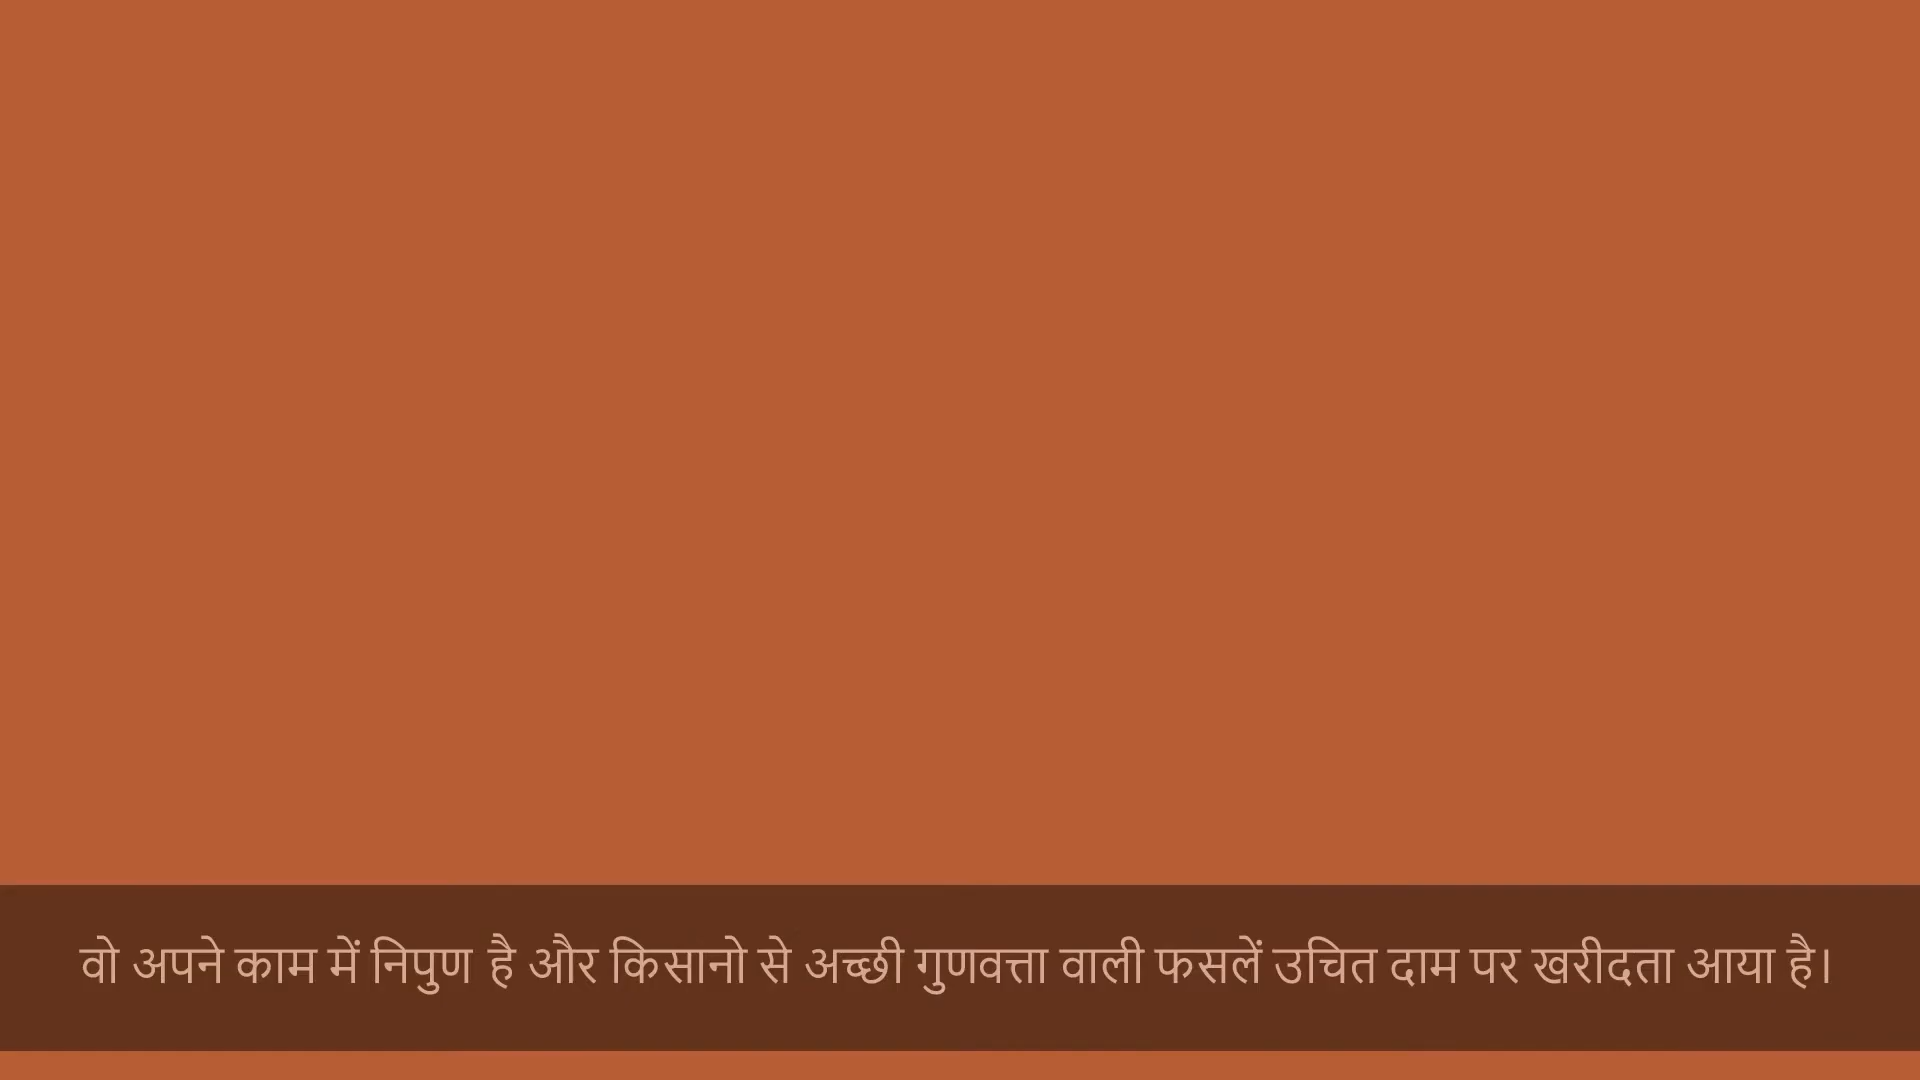 वो अपने काम में निपुण है और किसानो से अच्छी गुणवत्ता वाली फसलें उचित दाम पर खरीदता आया है।